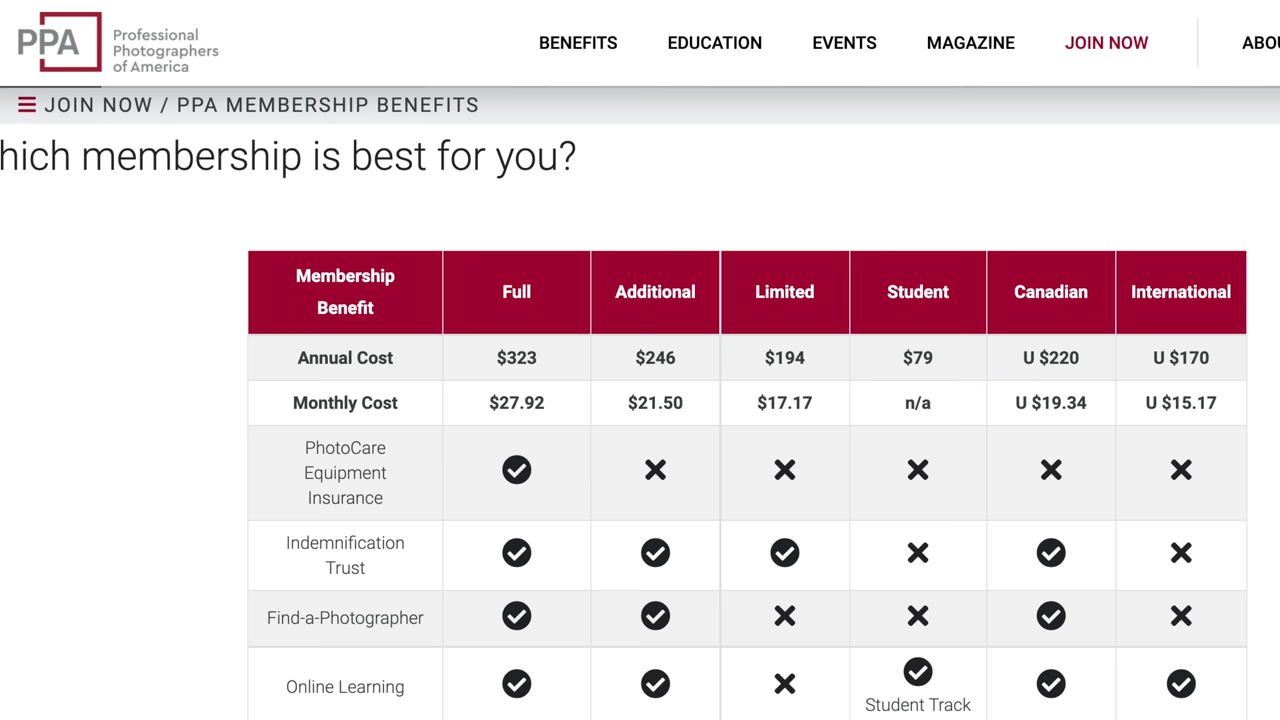 PPA Professional
Photographers
of America
BENEFITS EDUCATION EVENTS MAGAZINE JOIN NOW ABOU
JOIN NOW / PPA MEMBERSHIP BENEFITS
hich membership is best for you?
Membership
Benefit
Full Additional Limited Student Canadian International
Annual Cost $323 $246 $194 $79 U $220 U $170
Monthly Cost $27.92 $21.50 $17.17 n/a U $19.34 U $15.17
PhotoCare
Equipment
Insurance
Indemnification
Trust
Find-a-Photographer
Online Learning
Student Track